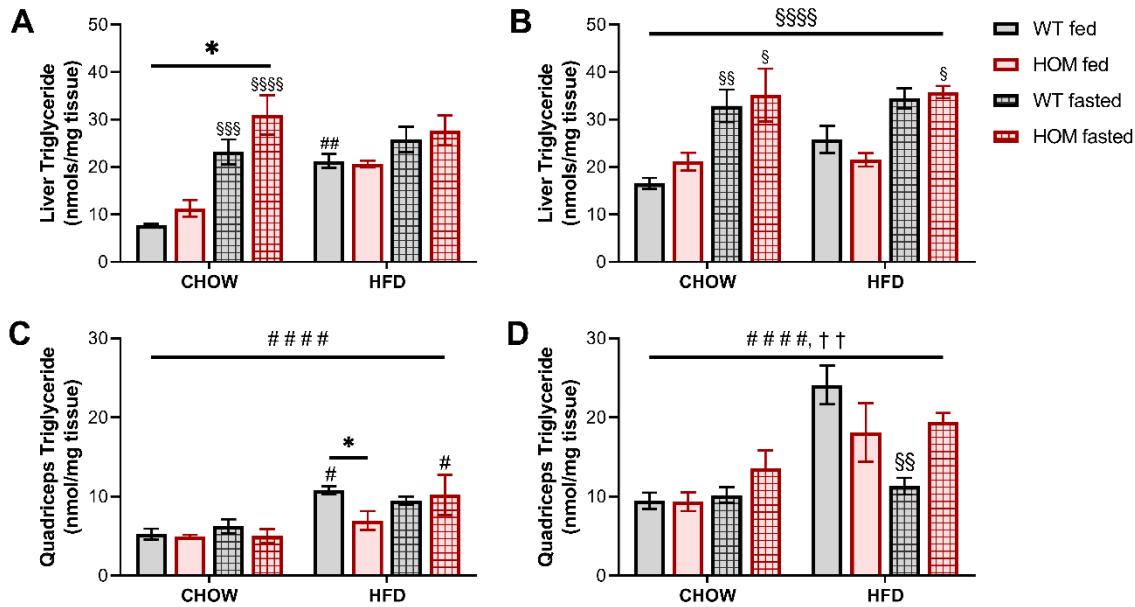 A
Liver Triglyceride
(nmols/mg tissue)
50
40
30
20
10
0
*
§§§
§§§§
##
CHOW
HFD
B
Liver Triglyceride
(nmols/mg tissue)
50
40
30
20
10
0
§§§§
§§
§
§
CHOW
HFD
WT fed
HOM fed
WT fasted
HOM fasted
C
Quadriceps Triglyceride
(nmol/mg tissue)
30
20
10
0
# # # #
*
#
#
CHOW
HFD
D
Quadriceps Triglyceride
(nmol/mg tissue)
30
20
10
0
# # # #, † †
§§
CHOW
HFD